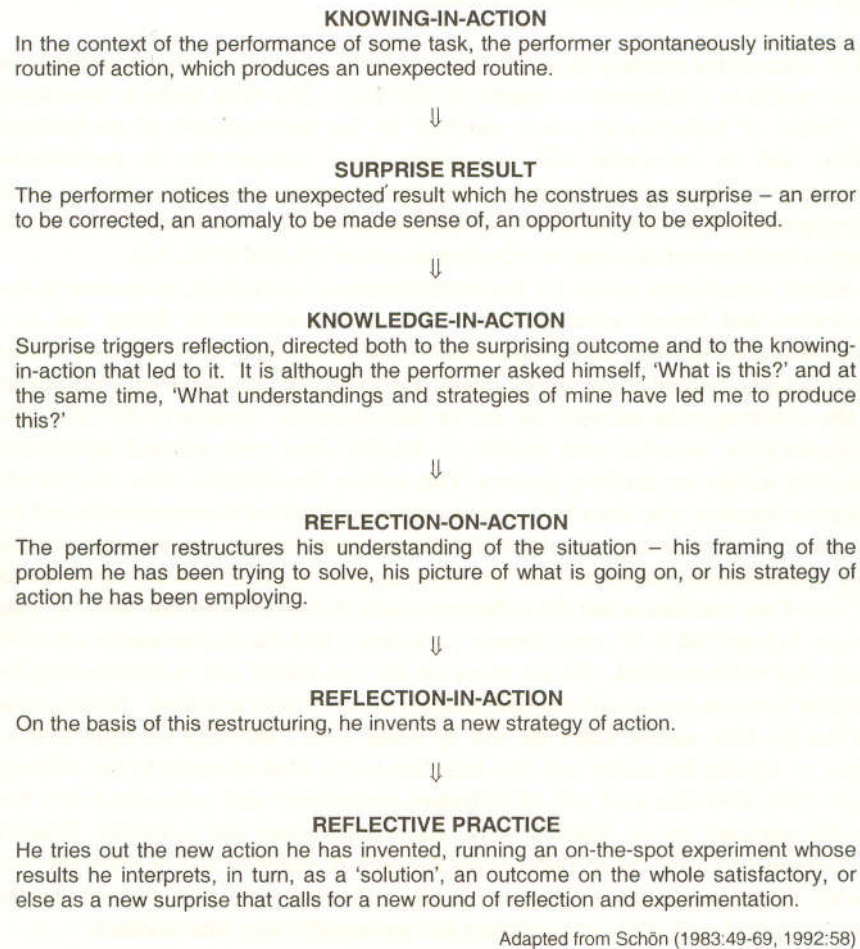 KNOWING-IN-ACTION
In the context of the performance of some task, the performer spontaneously initiates a
routine of action, which produces an unexpected routine.
⇓
SURPRISE RESULT
The performer notices the unexpected result which he construes as surprise – an error
to be corrected, an anomaly to be made sense of, an opportunity to be exploited.
⇓
KNOWLEDGE-IN-ACTION
Surprise triggers reflection, directed both to the surprising outcome and to the knowing-
in-action that led to it. It is although the performer asked himself, 'What is this?' and at
the same time, 'What understandings and strategies of mine have led me to produce
this?'
⇓
REFLECTION-ON-ACTION
The performer restructures his understanding of the situation – his framing of the
problem he has been trying to solve, his picture of what is going on, or his strategy of
action he has been employing.
⇓
REFLECTION-IN-ACTION
On the basis of this restructuring, he invents a new strategy of action.
⇓
REFLECTIVE PRACTICE
He tries out the new action he has invented, running an on-the-spot experiment whose
results he interprets, in turn, as a 'solution', an outcome on the whole satisfactory, or
else as a new surprise that calls for a new round of reflection and experimentation.
Adapted from Schön (1983:49-69, 1992:58)